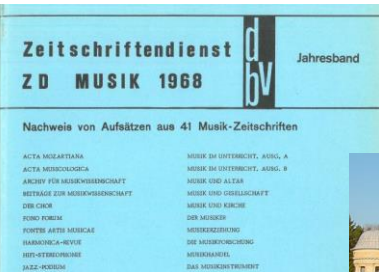 Zeitschriftendienst
ZD MUSIK 1968
dbv
Jahresband
Nachweis von Aufsätzen aus 41 Musik-Zeitschriften
ACTA MOZARTIANA
ACTA MUSICOLOGICA
ARCHIV FÜR MUSIKWISSENSCHAFT
BEITRÄGE ZUR MUSIKWISSENSCHAFT
DER CHOR
FONO FORUM
FONTES ARTIS MUSICAE
HARMONICA-REVUE
HIFI-STEREOPHONIE
JAZZ-PODIUM
MUSIK IM UNTERRICHT, AUSG. A
MUSIK IM UNTERRICHT, AUSG. B
MUSIK UND ALTAR
MUSIK UND GESELLSCHAFT
MUSIK UND KIRCHE
DER MUSIKER
MUSIKERZIEHUNG
DIE MUSIKFORSCHUNG
MUSIKHANDEL
DAS MUSIKINSTRUMENT